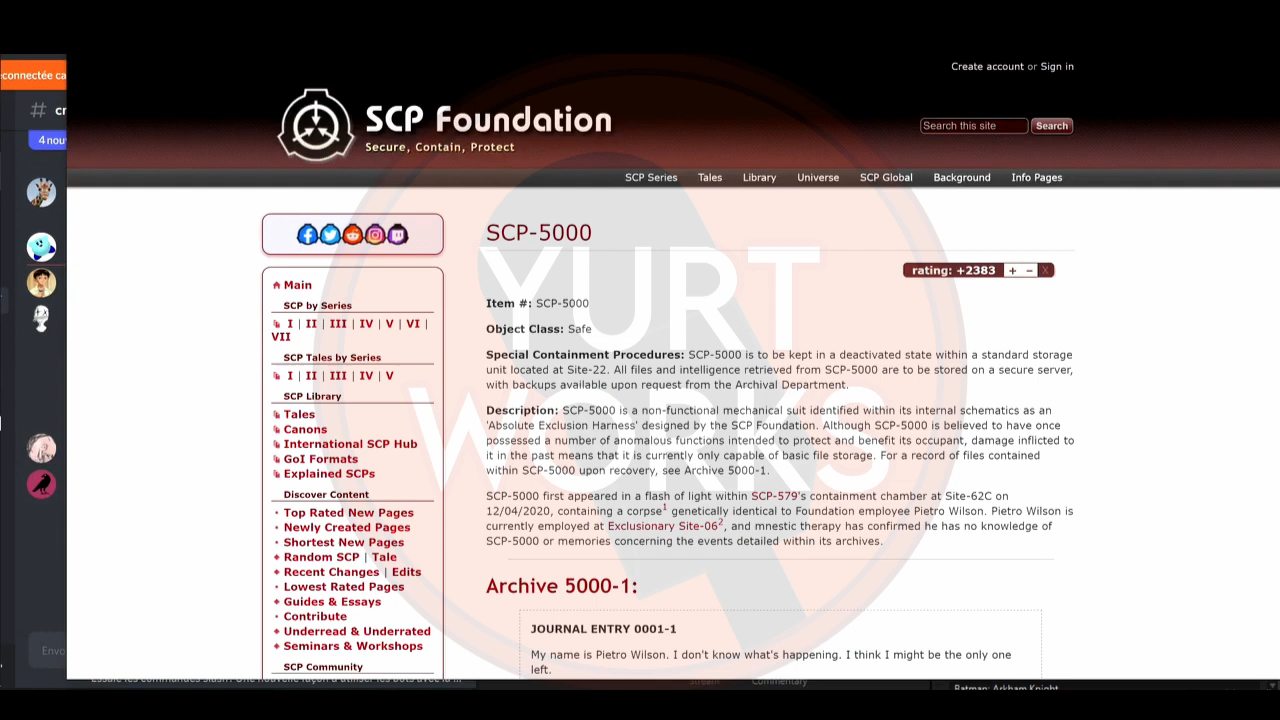 Create account or Sign in
connectée ca
SCP Foundation
Secure, Contain, Protect
Search this site
Search
# cr
4 nouv
SCP Series Tales Library Universe SCP Global Background Info Pages
SCP-5000
rating: +2383 + – X
Main
SCP by Series
I | II | III | IV | V | VI |
VII
SCP Tales by Series
I | II | III | IV | V
SCP Library
Tales
Canons
International SCP Hub
GoI Formats
Explained SCPs
Discover Content
Top Rated New Pages
Newly Created Pages
Shortest New Pages
Random SCP | Tale
Recent Changes | Edits
Lowest Rated Pages
Guides & Essays
Contribute
Underread & Underrated
Seminars & Workshops
SCP Community
Item #: SCP-5000
Object Class: Safe
Special Containment Procedures: SCP-5000 is to be kept in a deactivated state within a standard storage
unit located at Site-22. All files and intelligence retrieved from SCP-5000 are to be stored on a secure server,
with backups available upon request from the Archival Department.
Description: SCP-5000 is a non-functional mechanical suit identified within its internal schematics as an
'Absolute Exclusion Harness' designed by the SCP Foundation. Although SCP-5000 is believed to have once
possessed a number of anomalous functions intended to protect and benefit its occupant, damage inflicted to
it in the past means that it is currently only capable of basic file storage. For a record of files contained
within SCP-5000 upon recovery, see Archive 5000-1.
SCP-5000 first appeared in a flash of light within SCP-579's containment chamber at Site-62C on
12/04/2020, containing a corpse1 genetically identical to Foundation employee Pietro Wilson. Pietro Wilson is
currently employed at Exclusionary Site-062, and mnestic therapy has confirmed he has no knowledge of
SCP-5000 or memories concerning the events detailed within its archives.
Archive 5000-1:
JOURNAL ENTRY 0001-1
My name is Pietro Wilson. I don't know what's happening. I think I might be the only one
left.
YURT
WORKS
Envo
Stream
Commentary
Batman: Arkham Knight